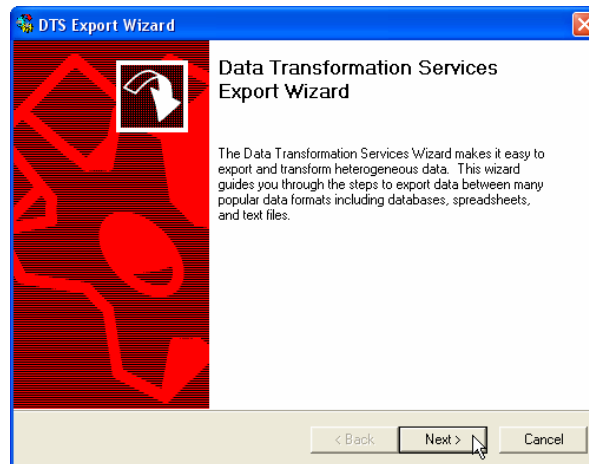 DTS Export Wizard
Data Transformation Services
Export Wizard
The Data Transformation Services Wizard makes it easy to
export and transform heterogeneous data. This wizard
guides you through the steps to export data between many
popular data formats including databases, spreadsheets,
and text files.
< Back
Next >
Cancel